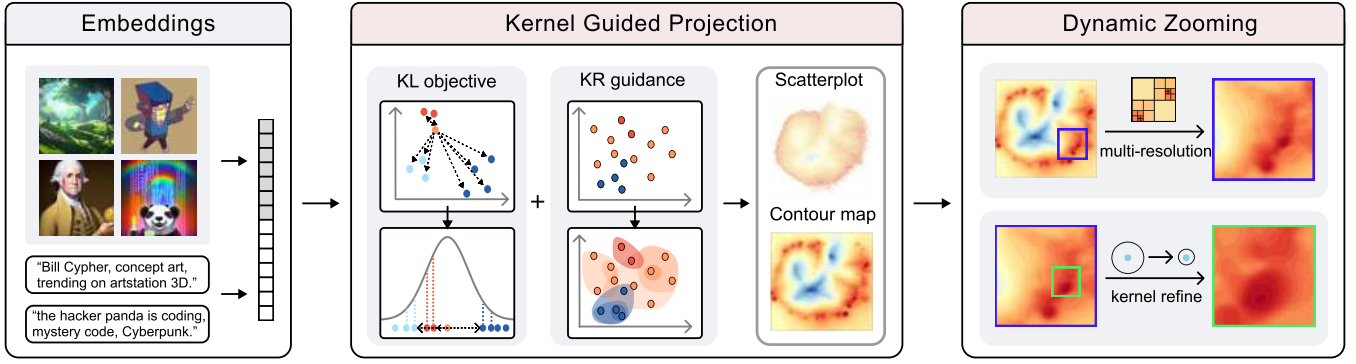 Embeddings
"Bill Cypher, concept art,
trending on artstation 3D."
"the hacker panda is coding,
mystery code, Cyberpunk."
Kernel Guided Projection
KL objective
+
KR guidance
Scatterplot
Contour map
Dynamic Zooming
multi-resolution
kernel refine